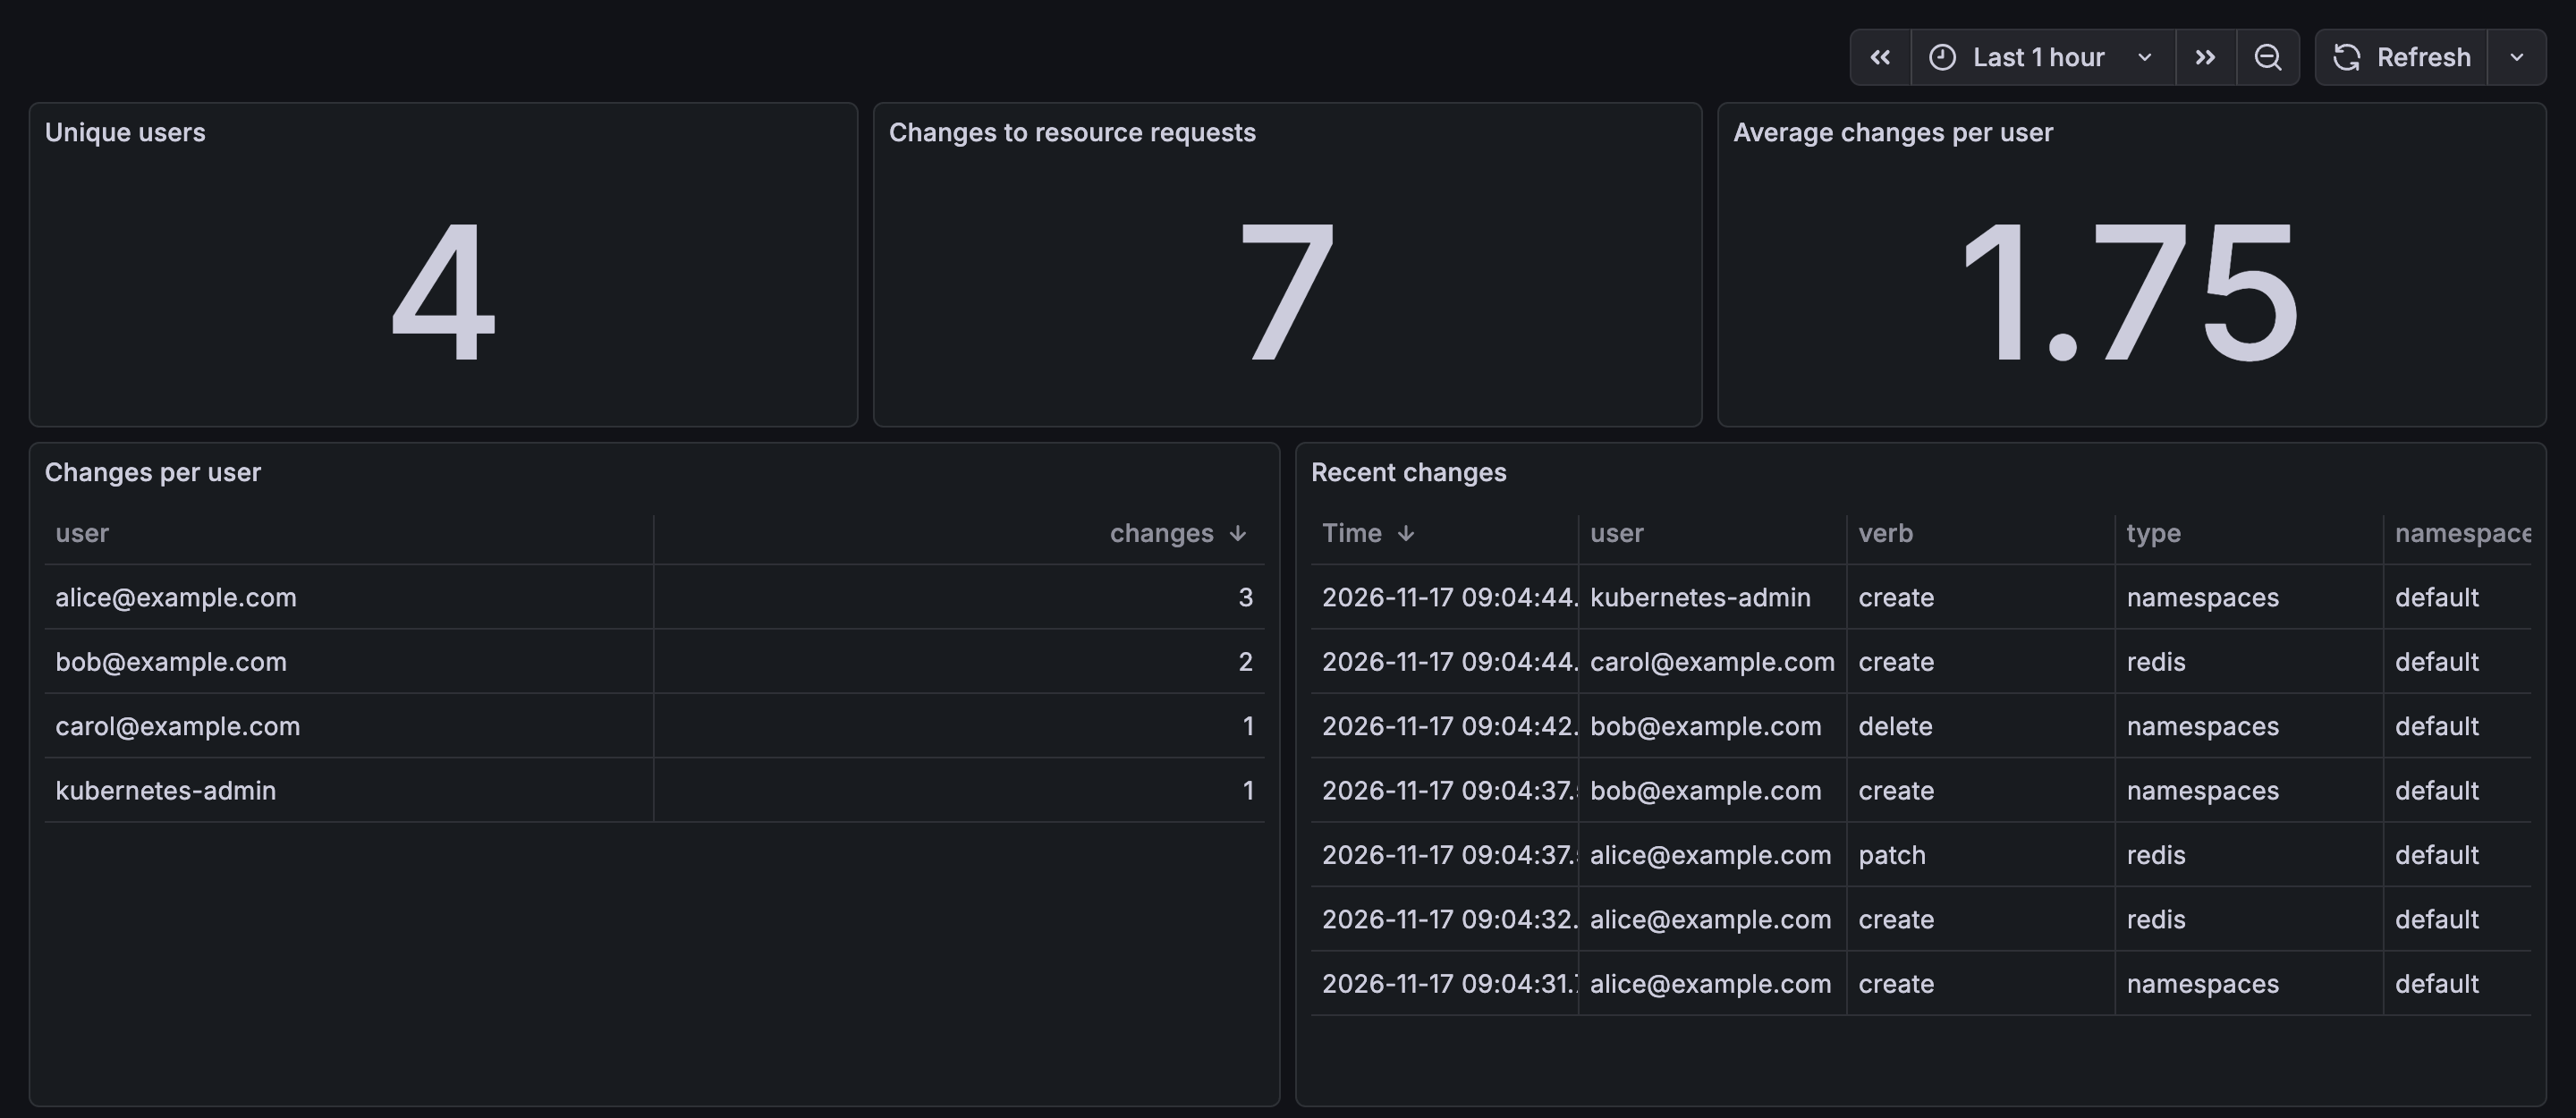 Last 1 hour Refresh
Unique users
4
Changes to resource requests
7
Average changes per user
1.75
Changes per user
user changes
alice@example.com 3
bob@example.com 2
carol@example.com 1
kubernetes-admin 1
Recent changes
Time user verb type namespace
2026-11-17 09:04:44. kubernetes-admin create namespaces default
2026-11-17 09:04:44. carol@example.com create redis default
2026-11-17 09:04:42. bob@example.com delete namespaces default
2026-11-17 09:04:37. bob@example.com create namespaces default
2026-11-17 09:04:37. alice@example.com patch redis default
2026-11-17 09:04:32. alice@example.com create redis default
2026-11-17 09:04:31. alice@example.com create namespaces default